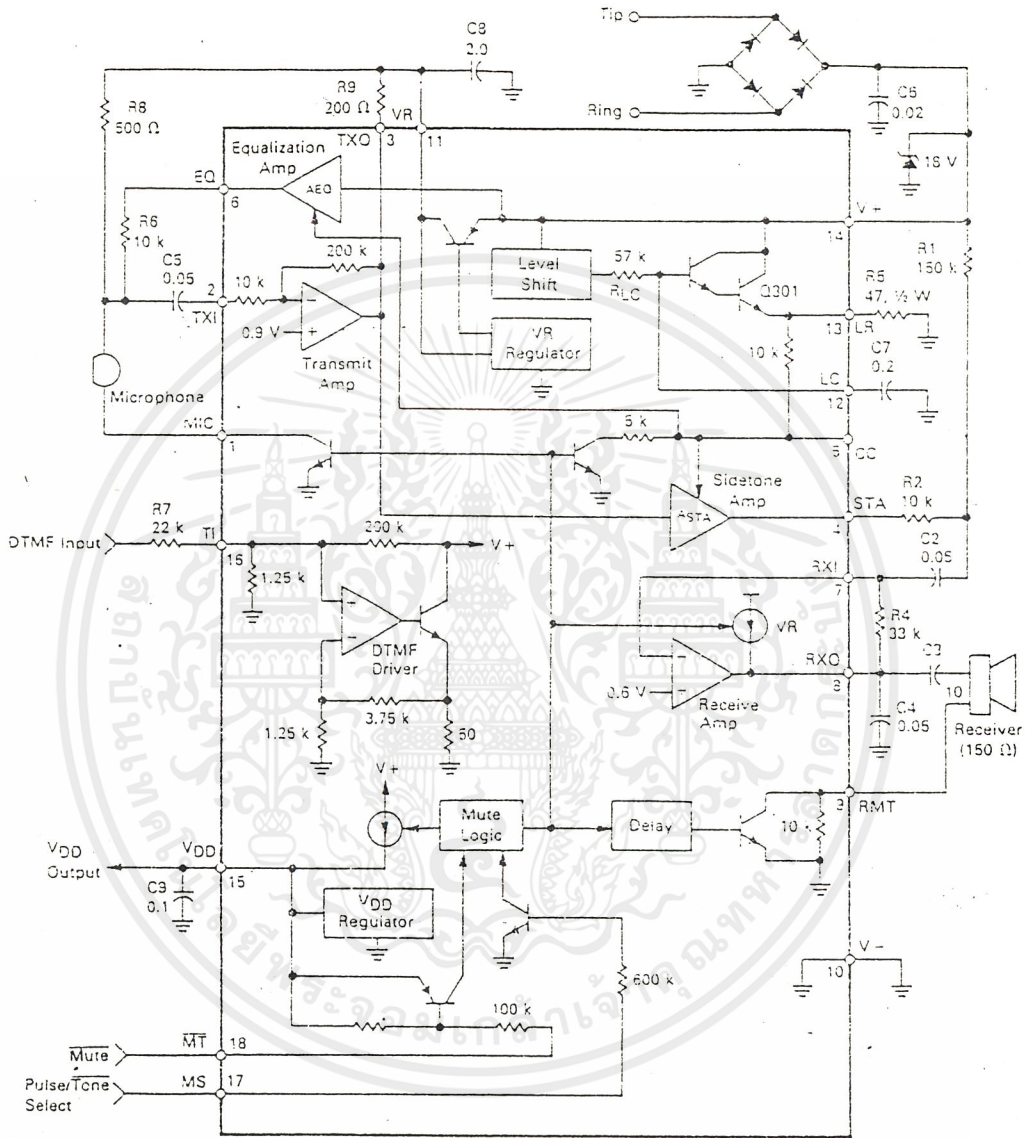 Tip
C8
2.0
R9
200 Ω
VR
R8
500 Ω
C6
0.02
Ring
TXO
3
11
Equalization
Amp
18 V
EQ
6
AEQ
V+
14
R6
10 k
200 k
Level
Shift
57 k
RLC
R1
150 k
C5
0.05
2
10 k
Q301
R5
47, ½ W
TXI
0.9 V
VR
Regulator
13
LR
Transmit
Amp
10 k
C7
0.2
LC
12
Microphone
MIC
1
5 k
CC
Sidetone
Amp
R7
22 k
TI
200 k
ASTA
STA
4
R2
10 k
DTMF Input
16
V+
C2
0.05
1.25 k
RXI
7
R4
33 k
DTMF
Driver
VR
RXO
C3
3.75 k
0.6 V
10
1.25 k
50
Receive
Amp
C4
0.05
Receiver
(150 Ω)
V+
RMT
Mute
Logic
Delay
10 k
VDD
Output
VDD
15
C9
0.1
VDD
Regulator
V-
10
600 k
100 k
Mute
MT
18
Pulse/Tone
Select
MS
17